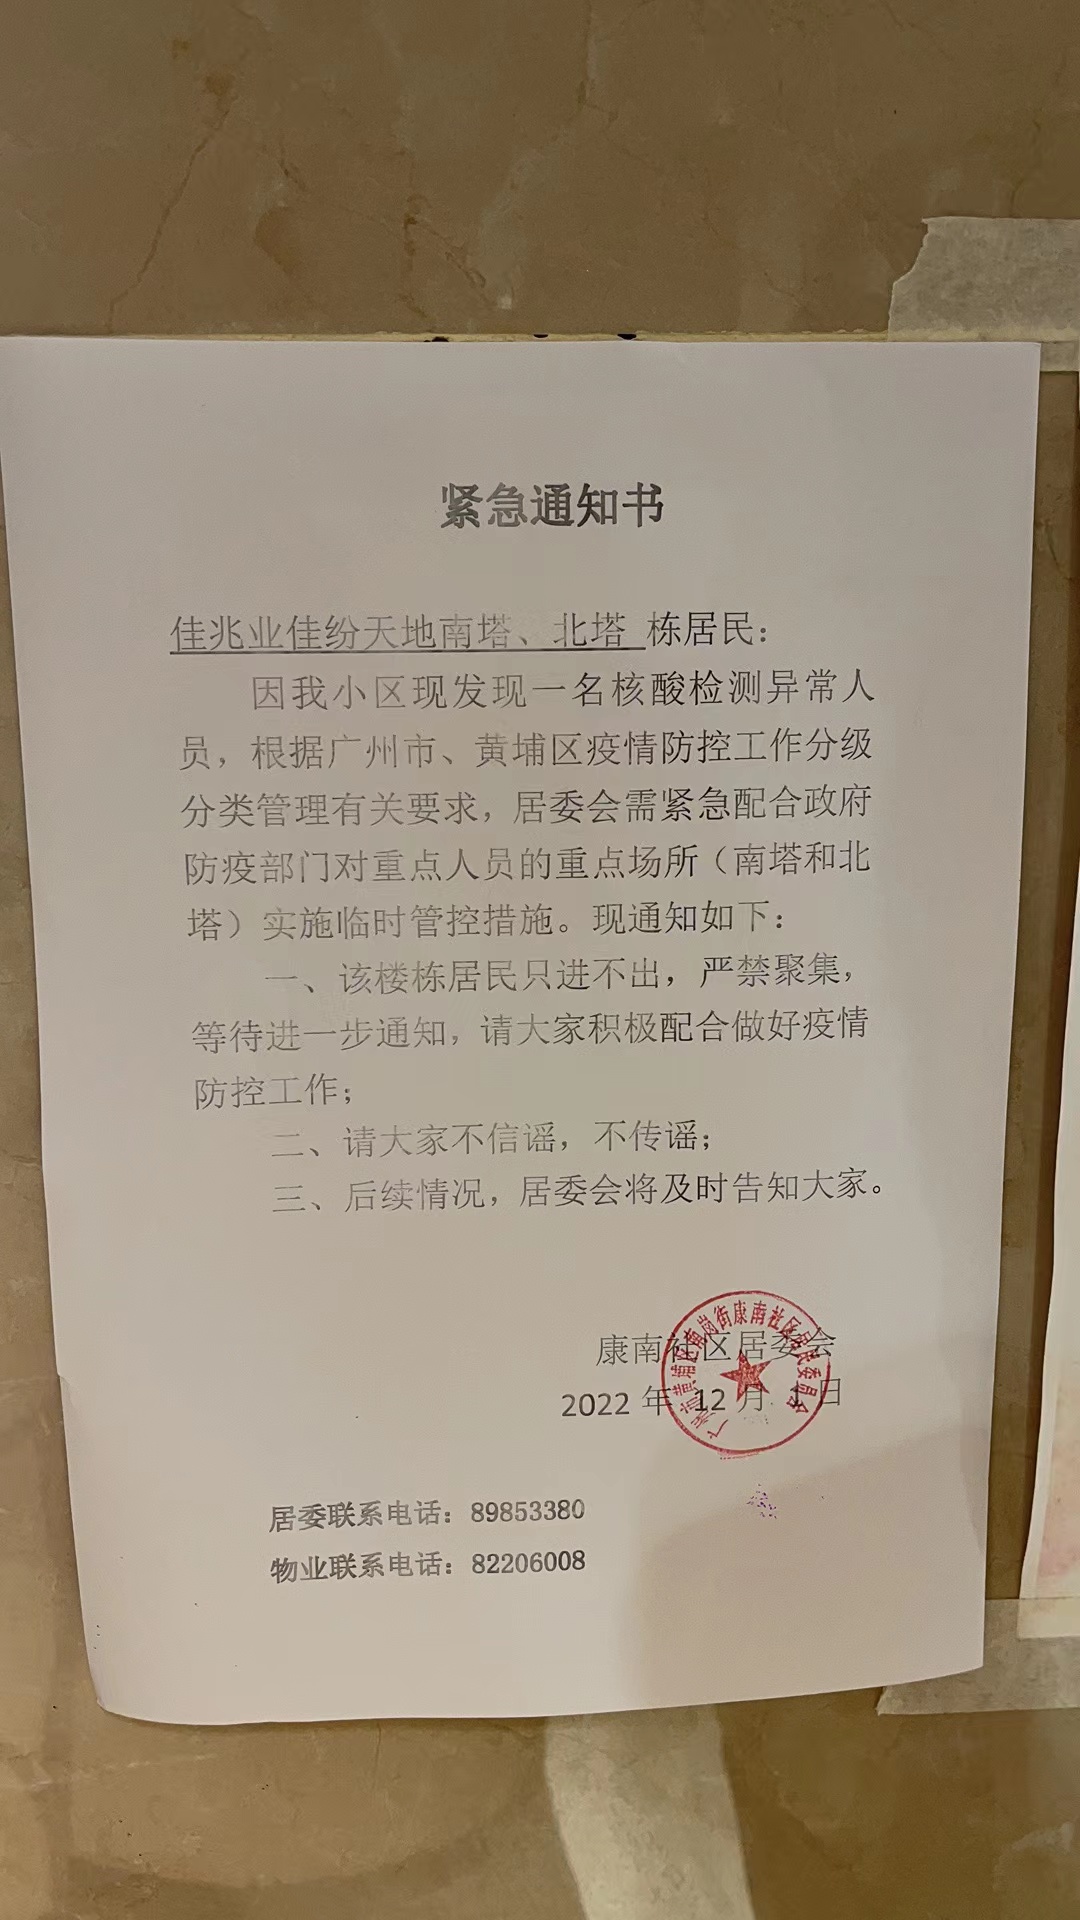 紧急通知书
佳兆业佳纷天地南塔、北塔 栋居民：
因我小区现发现一名核酸检测异常人
员，根据广州市、黄埔区疫情防控工作分级
分类管理有关要求，居委会需紧急配合政府
防疫部门对重点人员的重点场所（南塔和北
塔）实施临时管控措施。现通知如下：
一、该楼栋居民只进不出，严禁聚集，
等待进一步通知，请大家积极配合做好疫情
防控工作；
二、请大家不信谣，不传谣；
三、后续情况，居委会将及时告知大家。
康南社区居委会
2022 年 12 月 日
广州市黄埔区南岗街康南社区居民委员会
居委联系电话：89853380
物业联系电话：82206008